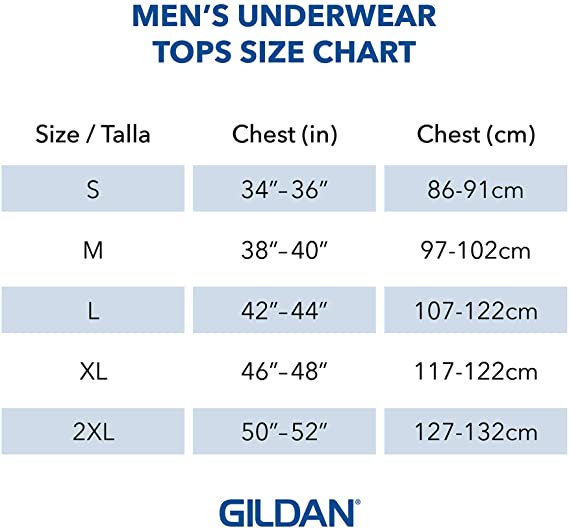 MEN’S UNDERWEAR
TOPS SIZE CHART
Size / Talla Chest (in) Chest (cm)
S 34”–36” 86-91cm
M 38”–40” 97-102cm
L 42”–44” 107-122cm
XL 46”–48” 117-122cm
2XL 50”–52” 127-132cm
GILDAN®